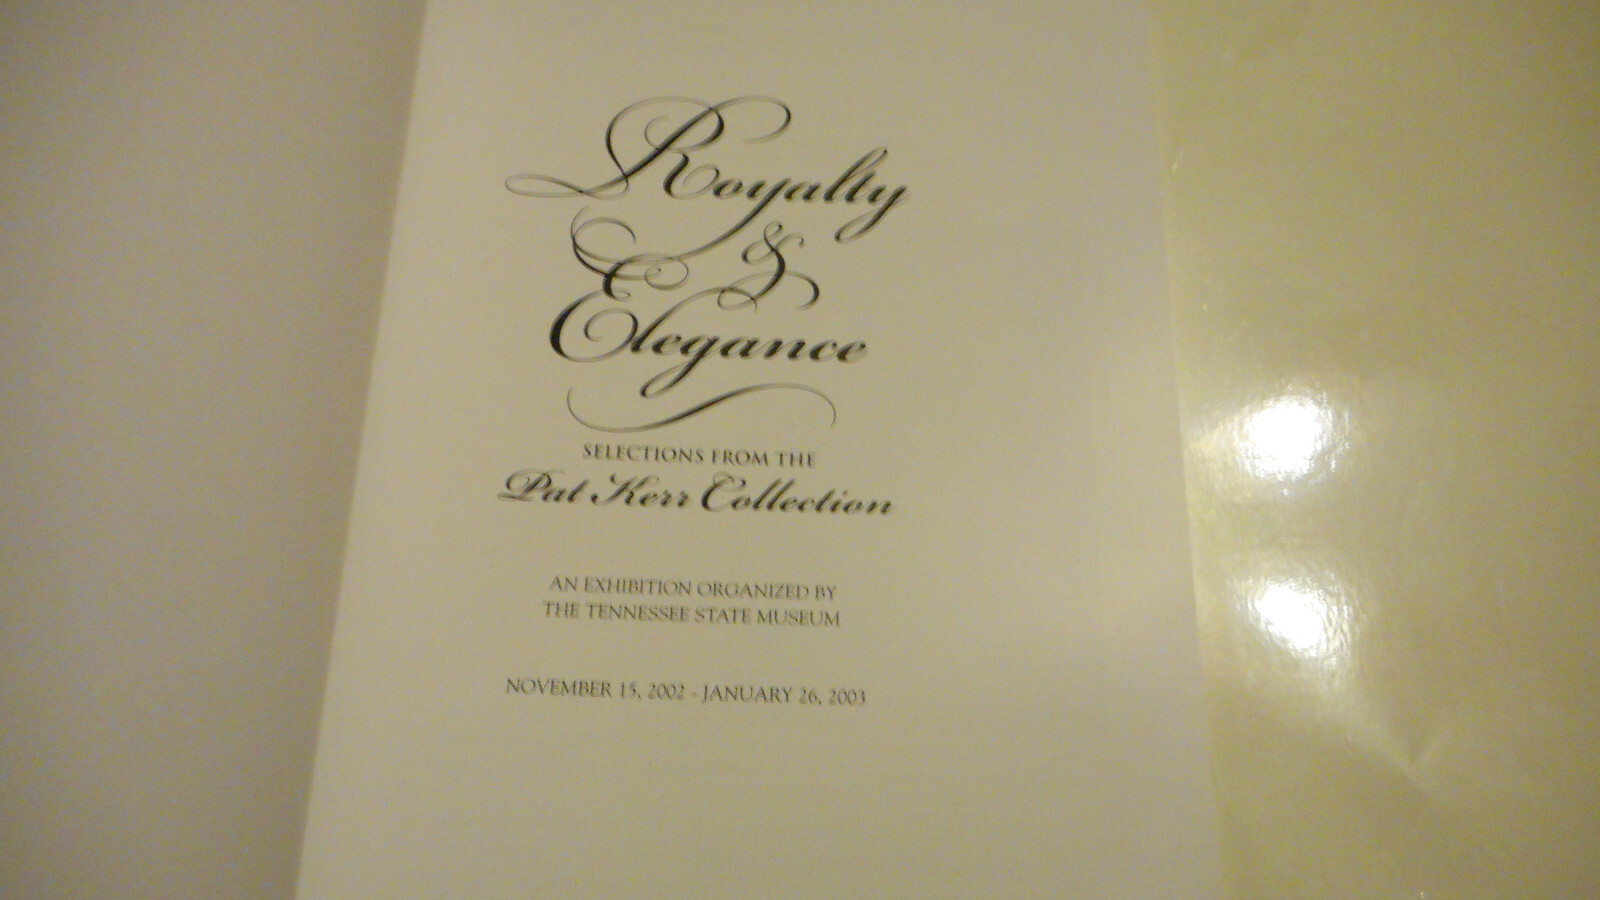 Royalty
&
Elegance
SELECTIONS FROM THE
Pat Kerr Collection
AN EXHIBITION ORGANIZED BY
THE TENNESSEE STATE MUSEUM
NOVEMBER 15, 2002 - JANUARY 26, 2003